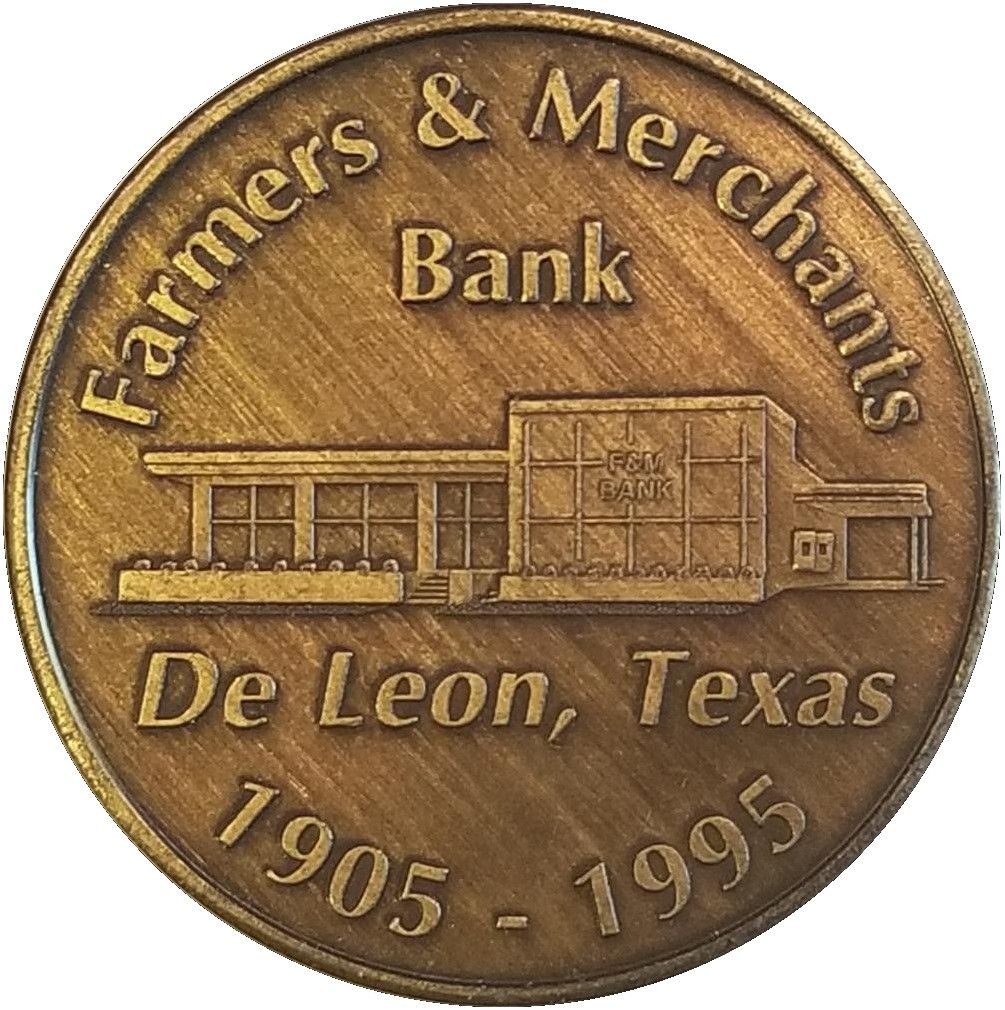 Farmers & Merchants
Bank
F&M
BANK
De Leon, Texas
1905 - 1995